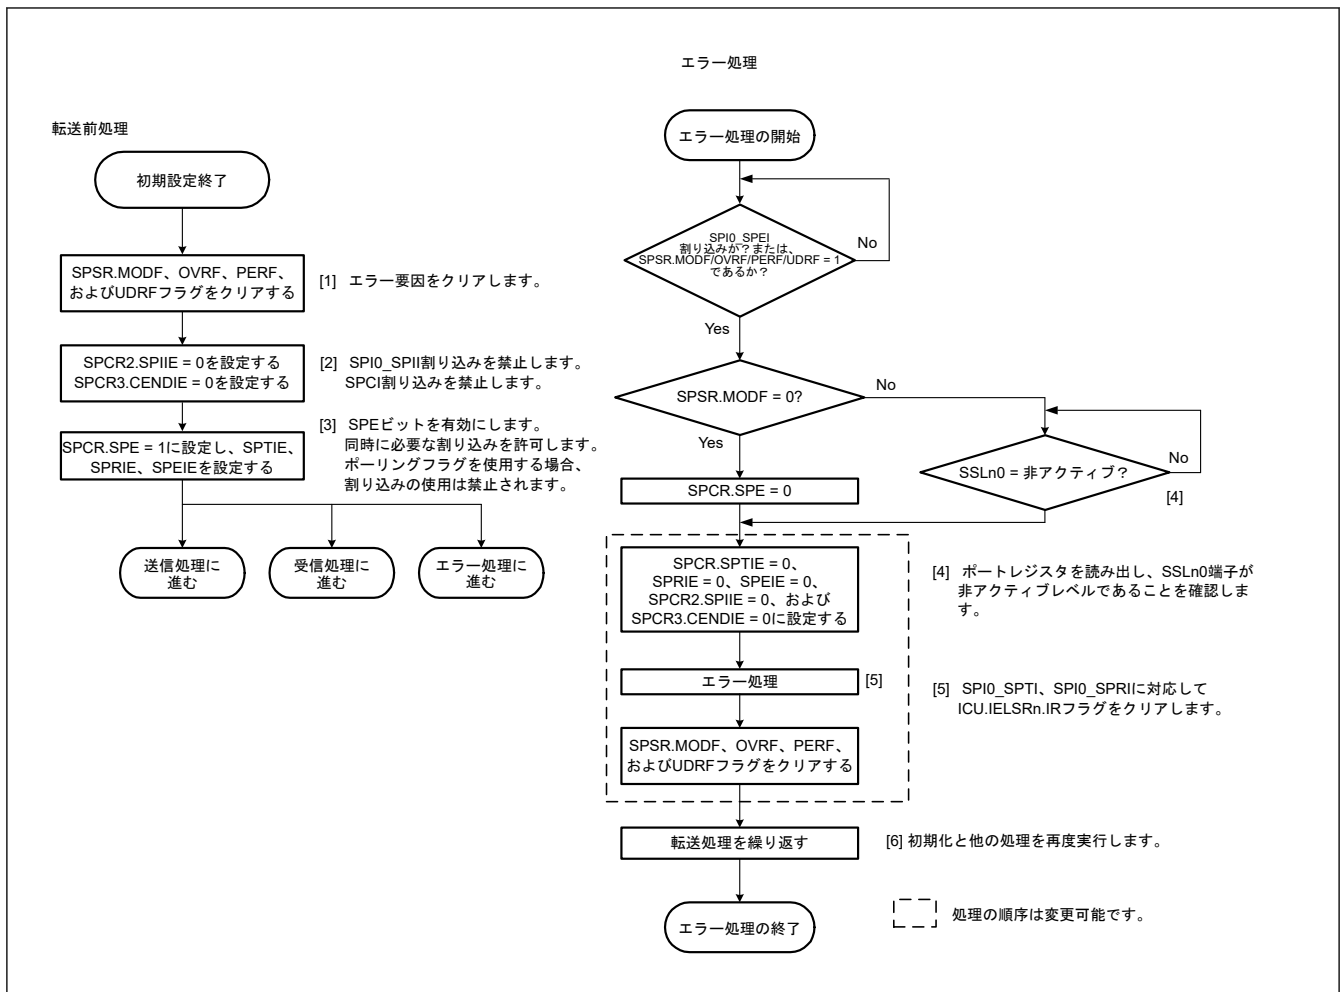 転送前処理
初期設定終了
SPSR.MODF、OVRF、PERF、
およびUDRFフラグをクリアする
[1] エラー要因をクリアします。
SPCR2.SPIIE = 0を設定する
SPCR3.CENDIE = 0を設定する
[2] SPI0_SPII割り込みを禁止します。
SPCI割り込みを禁止します。
SPCR.SPE = 1に設定し、SPTIE、
SPRIE、SPEIEを設定する
[3] SPEビットを有効にします。
同時に必要な割り込みを許可します。
ポーリングフラグを使用する場合、
割り込みの使用は禁止されます。
送信処理に
進む
受信処理に
進む
エラー処理に
進む
エラー処理
エラー処理の開始
SPI0_SPEI
割り込みか？または、
SPSR.MODF/OVRF/PERF/UDRF = 1
であるか？
No
Yes
SPSR.MODF = 0?
No
Yes
SSLn0 = 非アクティブ？
No
[4]
SPCR.SPE = 0
SPCR.SPTIE = 0、
SPRIE = 0、SPEIE = 0、
SPCR2.SPIIE = 0、および
SPCR3.CENDIE = 0に設定する
[4] ポートレジスタを読み出し、SSLn0端子が
非アクティブレベルであることを確認しま
す。
エラー処理
[5]
[5] SPI0_SPTI、SPI0_SPRIに対応して
ICU.IELSRn.IRフラグをクリアします。
SPSR.MODF、OVRF、PERF、
およびUDRFフラグをクリアする
転送処理を繰り返す
[6] 初期化と他の処理を再度実行します。
エラー処理の終了
処理の順序は変更可能です。